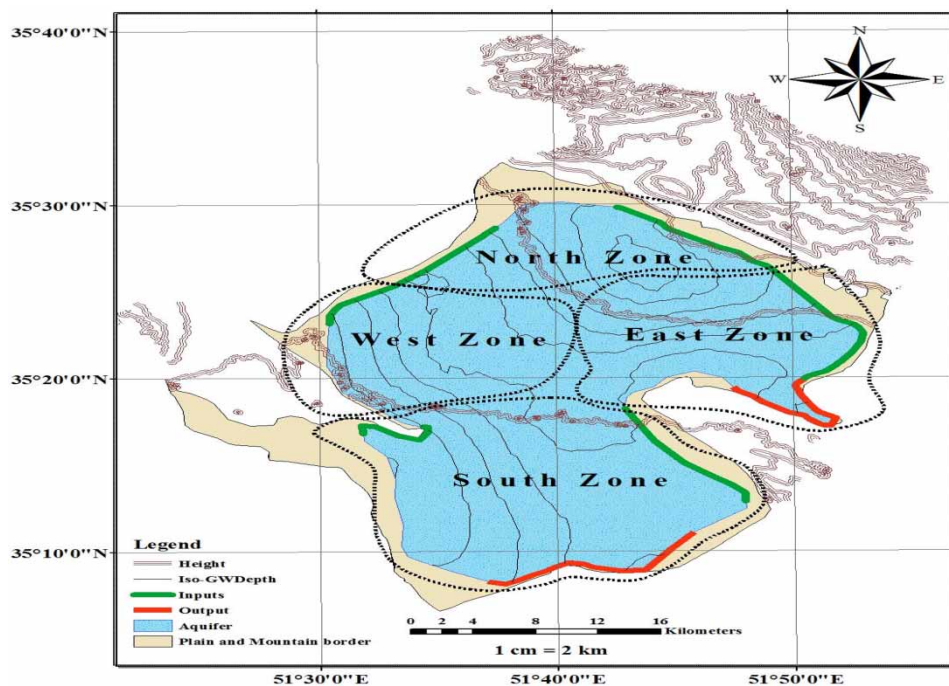 35°40'0"N
N
W E
S
35°30'0"N
North Zone
West Zone
East Zone
35°20'0"N
South Zone
35°10'0"N
Legend
Height
Iso-GWDepth
Inputs
Output
Aquifer
Plain and Mountain border
0 2 4 8 12 16
Kilometers
1 cm = 2 km
51°30'0"E 51°40'0"E 51°50'0"E